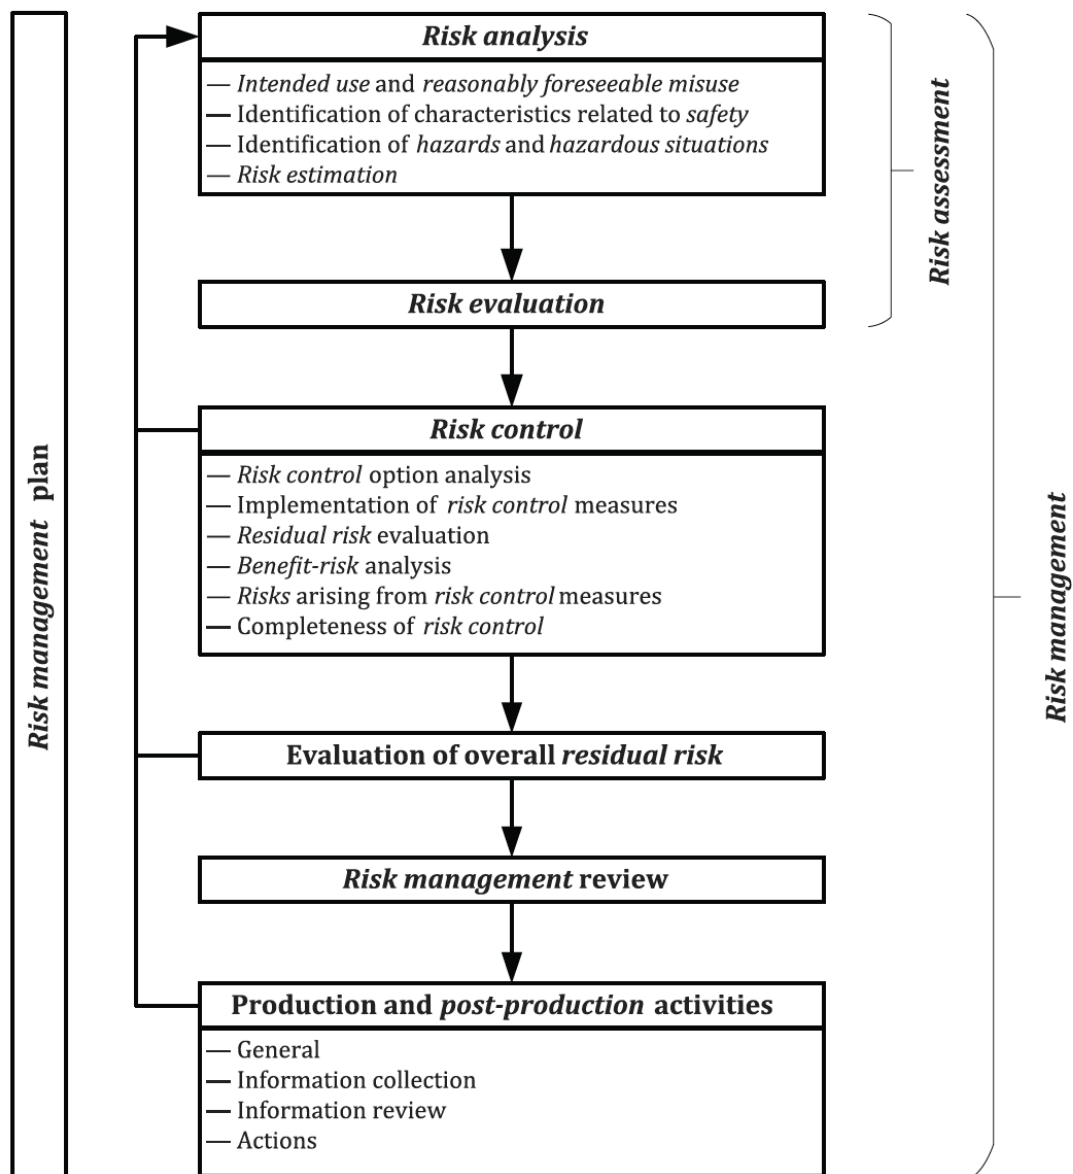 Risk management plan
Risk analysis
— Intended use and reasonably foreseeable misuse
— Identification of characteristics related to safety
— Identification of hazards and hazardous situations
— Risk estimation
Risk evaluation
Risk assessment
Risk control
— Risk control option analysis
— Implementation of risk control measures
— Residual risk evaluation
— Benefit-risk analysis
— Risks arising from risk control measures
— Completeness of risk control
Evaluation of overall residual risk
Risk management review
Production and post-production activities
— General
— Information collection
— Information review
— Actions
Risk management